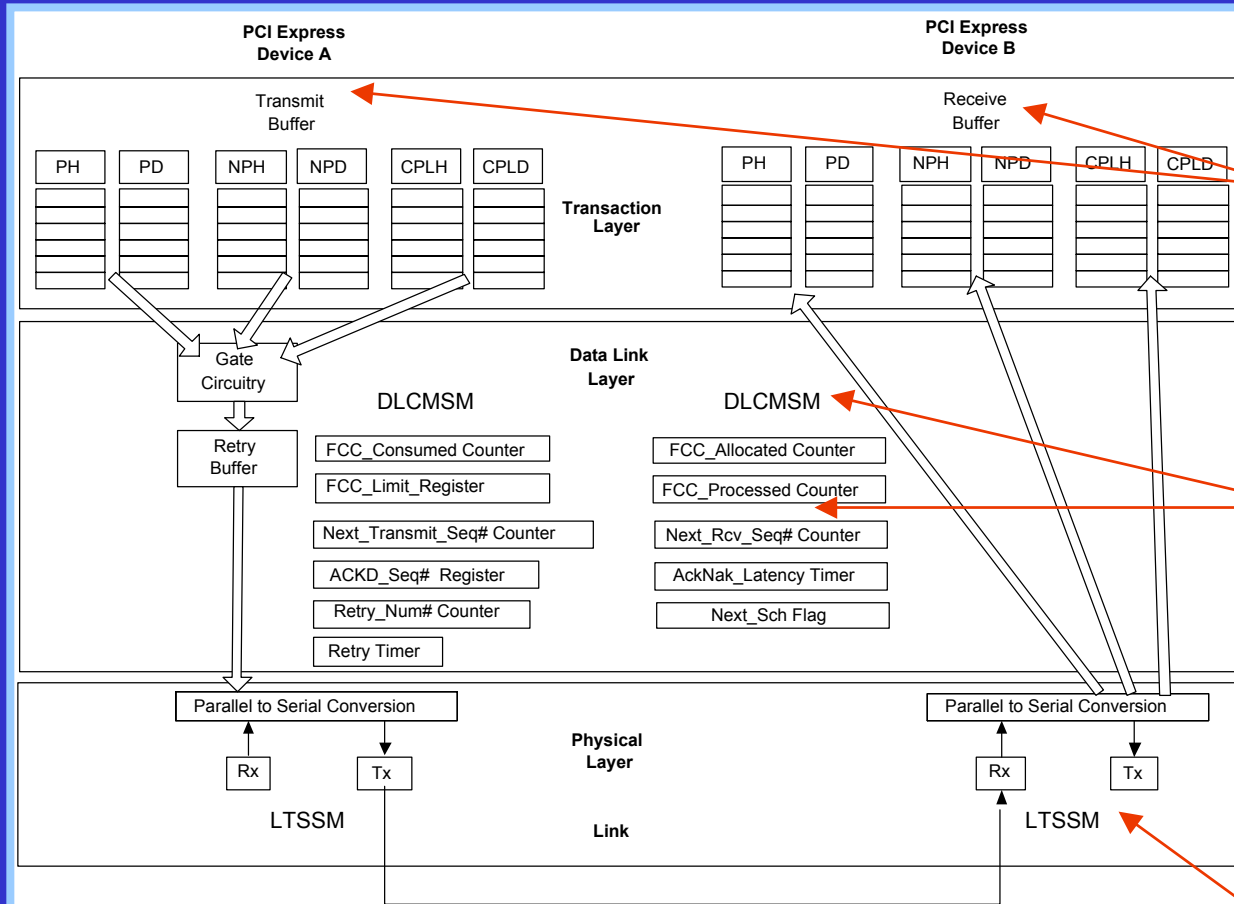 PCI Express
Device A
PCI Express
Device B
Transmit
Buffer
Receive
Buffer
PH
PD
NPH
NPD
CPLH
CPLD
PH
PD
NPH
NPD
CPLH
CPLD
Transaction
Layer
Gate
Circuitry
Data Link
Layer
DLCMSM
DLCMSM
Retry
Buffer
FCC_Consumed Counter
FCC_Limit_Register
Next_Transmit_Seq# Counter
ACKD_Seq# Register
Retry_Num# Counter
Retry Timer
FCC_Allocated Counter
FCC_Processed Counter
Next_Rcv_Seq# Counter
AckNak_Latency Timer
Next_Sch Flag
Parallel to Serial Conversion
Parallel to Serial Conversion
Physical
Layer
Rx
Tx
Rx
Tx
LTSSM
Link
LTSSM